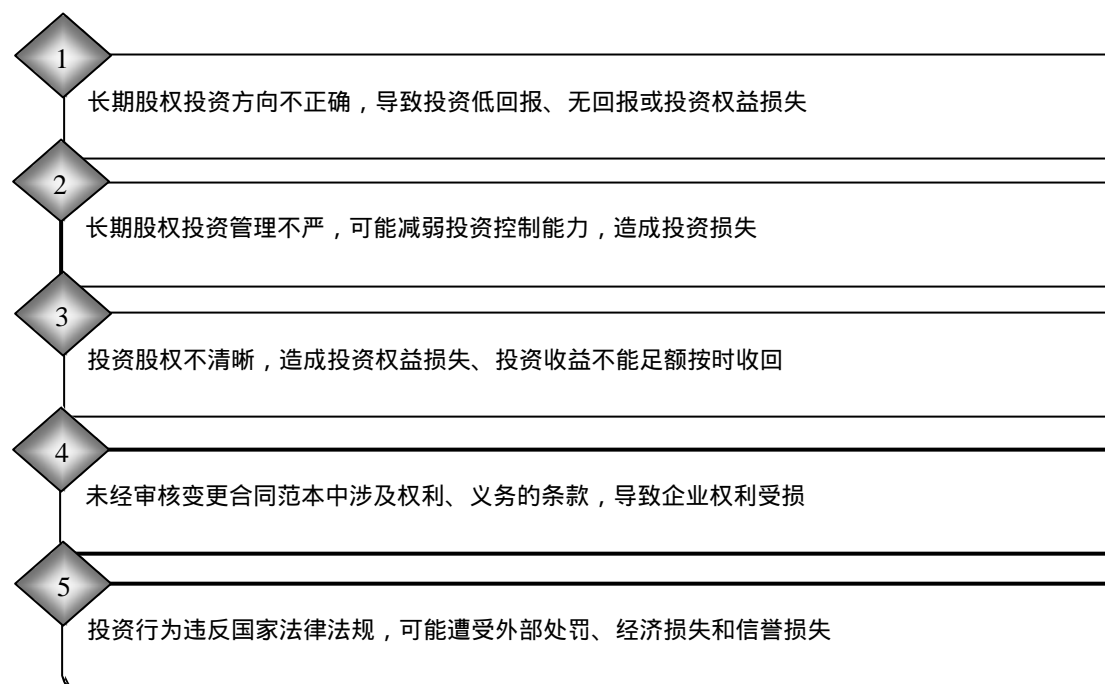 1
长期股权投资方向不正确，导致投资低回报、无回报或投资权益损失
2
长期股权投资管理不严，可能减弱投资控制能力，造成投资损失
3
投资股权不清晰，造成投资权益损失、投资收益不能足额按时收回
4
未经审核变更合同范本中涉及权利、义务的条款，导致企业权利受损
5
投资行为违反国家法律法规，可能遭受外部处罚、经济损失和信誉损失